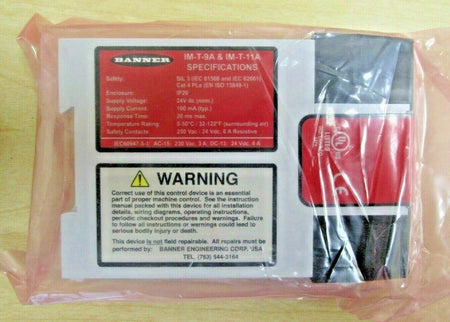 BANNER
IM-T-9A & IM-T-11A
SPECIFICATIONS
Safety: SIL 3 (IEC 61508 and IEC 62061)
Cat 4 PLe (EN ISO 13849-1)
Enclosure: IP20
Supply Voltage: 24V dc (nom.)
Supply Current: 100 mA (typ.)
Response Time: 20 ms max.
Temperature Rating: 0-50°C / 32-122°F (surrounding air)
Safety Contacts: 250 Vac / 24 Vdc, 6 A Resistive
IEC60947-5-1: AC-15: 230 Vac, 3 A; DC-13: 24 Vdc, 4 A
WARNING
Correct use of this control device is an essential
part of proper machine control. See the instruction
manual packed with this device for all installation
details, wiring diagrams, operating instructions,
periodic checkout procedures and warnings. Failure
to follow all instructions or warnings could lead to
serious bodily injury or death.
This device is not field repairable. All repairs must be
performed by: BANNER ENGINEERING CORP. USA
TEL. (763) 544-3164
UL
LISTED
CE